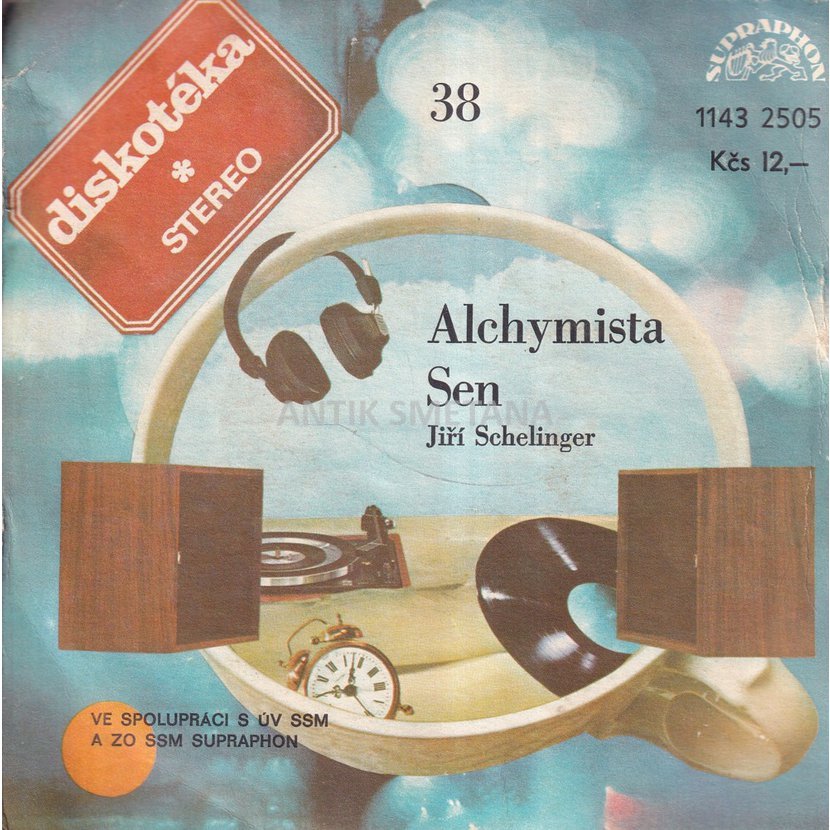 diskotéka
*
STEREO
38
SUPRAPHON
1143 2505
Kčs 12,—
Alchymista
Sen
ANTIK SMETANA
Jiří Schelinger
VE SPOLUPRÁCI S ÚV SSM
A ZO SSM SUPRAPHON